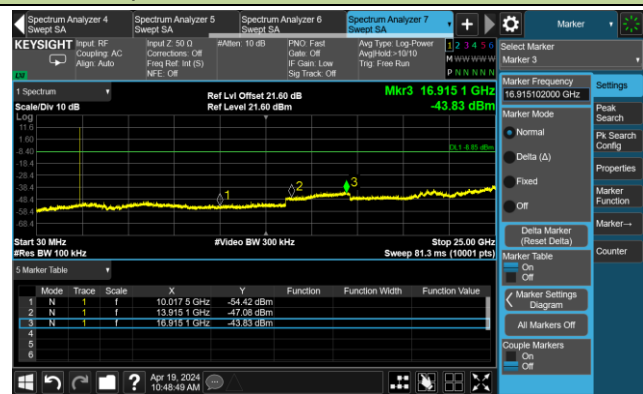 Spectrum Analyzer 4
Swept SA
Spectrum Analyzer 5
Swept SA
Spectrum Analyzer 6
Swept SA
Spectrum Analyzer 7
Swept SA
Marker
KEYSIGHT
Input: RF
Coupling: AC
Align: Auto
Input Z: 50 Ω
Corrections: Off
Freq Ref: Int (S)
NFE: Off
#Atten: 10 dB
PNO: Fast
Gate: Off
IF Gain: Low
Sig Track: Off
Avg Type: Log-Power
Avg|Hold:>10/10
Trig: Free Run
1 2 3 4 5 6
M W W W W W
P N N N N N
LXI
Select Marker
Marker 3
Marker Frequency
16.915102000 GHz
Settings
1 Spectrum
Ref Lvl Offset 21.60 dB
Mkr3 16.915 1 GHz
Scale/Div 10 dB
Ref Level 21.60 dBm
-43.83 dBm
Log
11.6
1.60
-8.40
-18.4
-28.4
-38.4
-48.4
-58.4
-68.4
DL1 -8.85 dBm
1
2
3
Start 30 MHz
#Video BW 300 kHz
Stop 25.00 GHz
#Res BW 100 kHz
Sweep 81.3 ms (10001 pts)
Marker Mode
Normal
Delta (Δ)
Fixed
Off
Delta Marker
(Reset Delta)
Marker Table
On
Off
Marker Settings
Diagram
All Markers Off
Couple Markers
On
Off
Peak
Search
Pk Search
Config
Properties
Marker
Function
Marker→
Counter
5 Marker Table
Mode Trace Scale X Y Function Function Width Function Value
1 N 1 f 10.017 5 GHz -54.42 dBm
2 N 1 f 13.915 1 GHz -47.08 dBm
3 N 1 f 16.915 1 GHz -43.83 dBm
4
5
6
?
Apr 19, 2024
10:48:49 AM